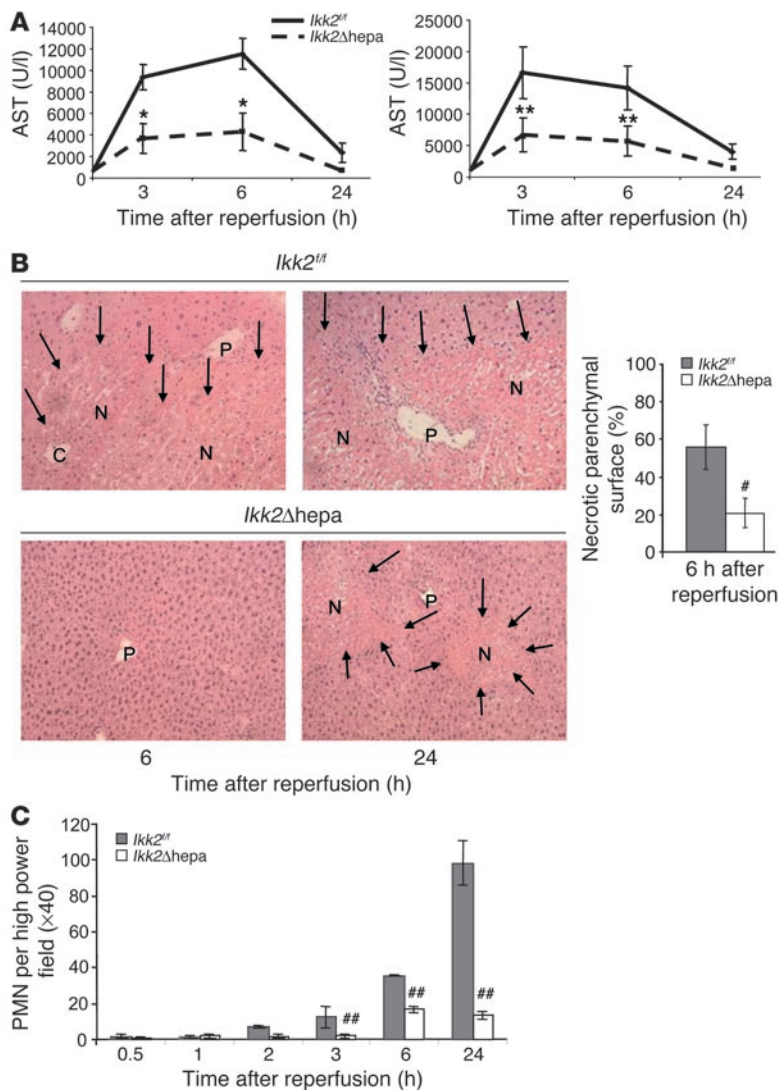 A
Ikk2f/f
Ikk2Δhepa
AST (U/l)
14000
12000
10000
8000
6000
4000
2000
0
*
*
3
6
24
Time after reperfusion (h)
AST (U/l)
25000
20000
15000
10000
5000
0
**
**
3
6
24
Time after reperfusion (h)
B
Ikk2f/f
P
N
N
C
N
N
P
Ikk2Δhepa
P
N
P
N
6
24
Time after reperfusion (h)
Necrotic parenchymal
surface (%)
100
80
60
40
20
0
Ikk2f/f
Ikk2Δhepa
#
6 h after
reperfusion
C
PMN per high power
field (×40)
120
100
80
60
40
20
0
Ikk2f/f
Ikk2Δhepa
##
##
##
0.5
1
2
3
6
24
Time after reperfusion (h)